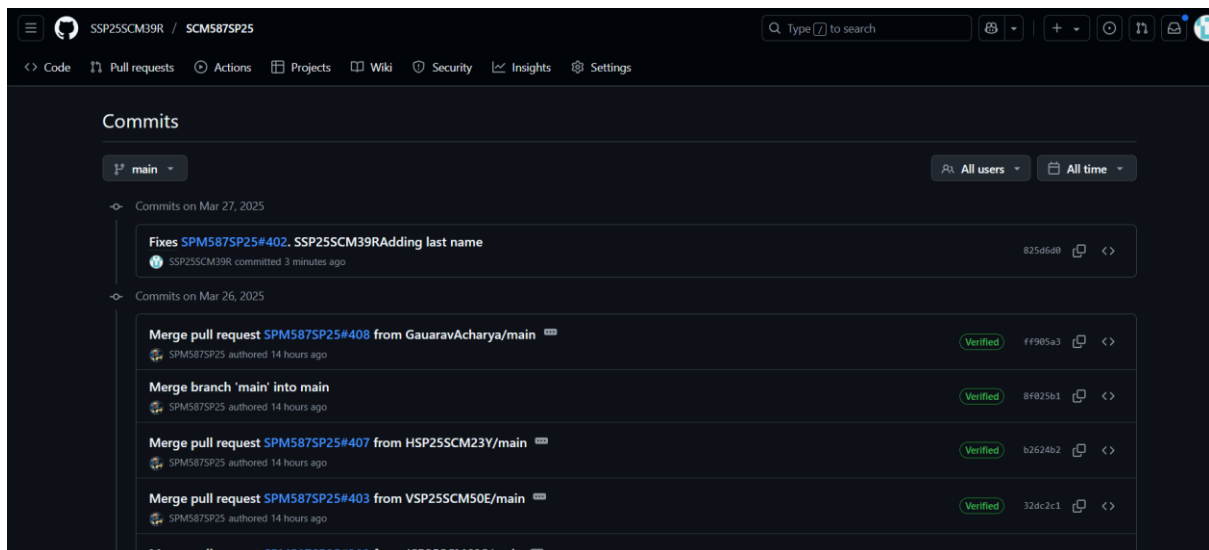 SSP25SCM39R / SCM587SP25
Type / to search
Code Pull requests Actions Projects Wiki Security Insights Settings
Commits
main
All users All time
Commits on Mar 27, 2025
Fixes SPM587SP25#402. SSP25SCM39RAdding last name
825d6d0
SSP25SCM39R committed 3 minutes ago
Commits on Mar 26, 2025
Merge pull request SPM587SP25#408 from GauaravAcharya/main
Verified ff905a3
SPM587SP25 authored 14 hours ago
Merge branch 'main' into main
Verified 8f025b1
SPM587SP25 authored 14 hours ago
Merge pull request SPM587SP25#407 from HSP25SCM23Y/main
Verified b2624b2
SPM587SP25 authored 14 hours ago
Merge pull request SPM587SP25#403 from VSP25SCM50E/main
Verified 32dc2c1
SPM587SP25 authored 14 hours ago